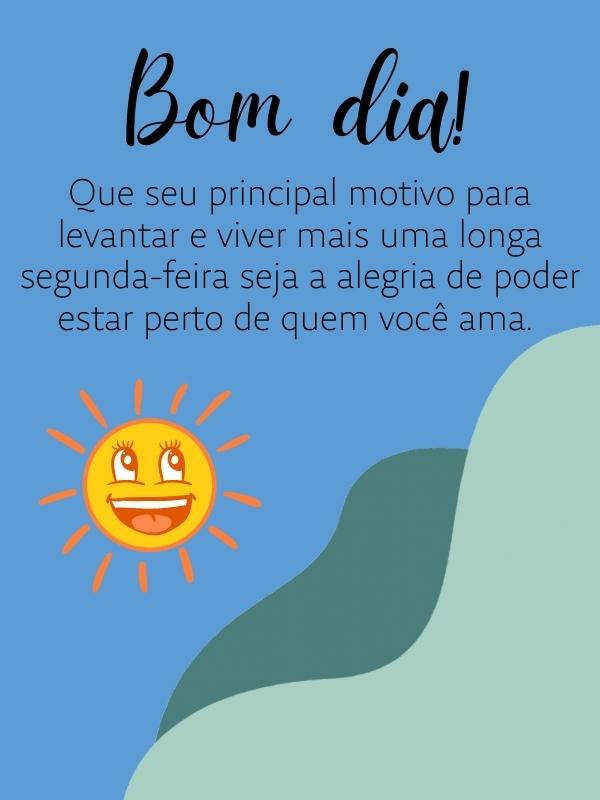 Bom dia!
Que seu principal motivo para
levantar e viver mais uma longa
segunda-feira seja a alegria de poder
estar perto de quem você ama.